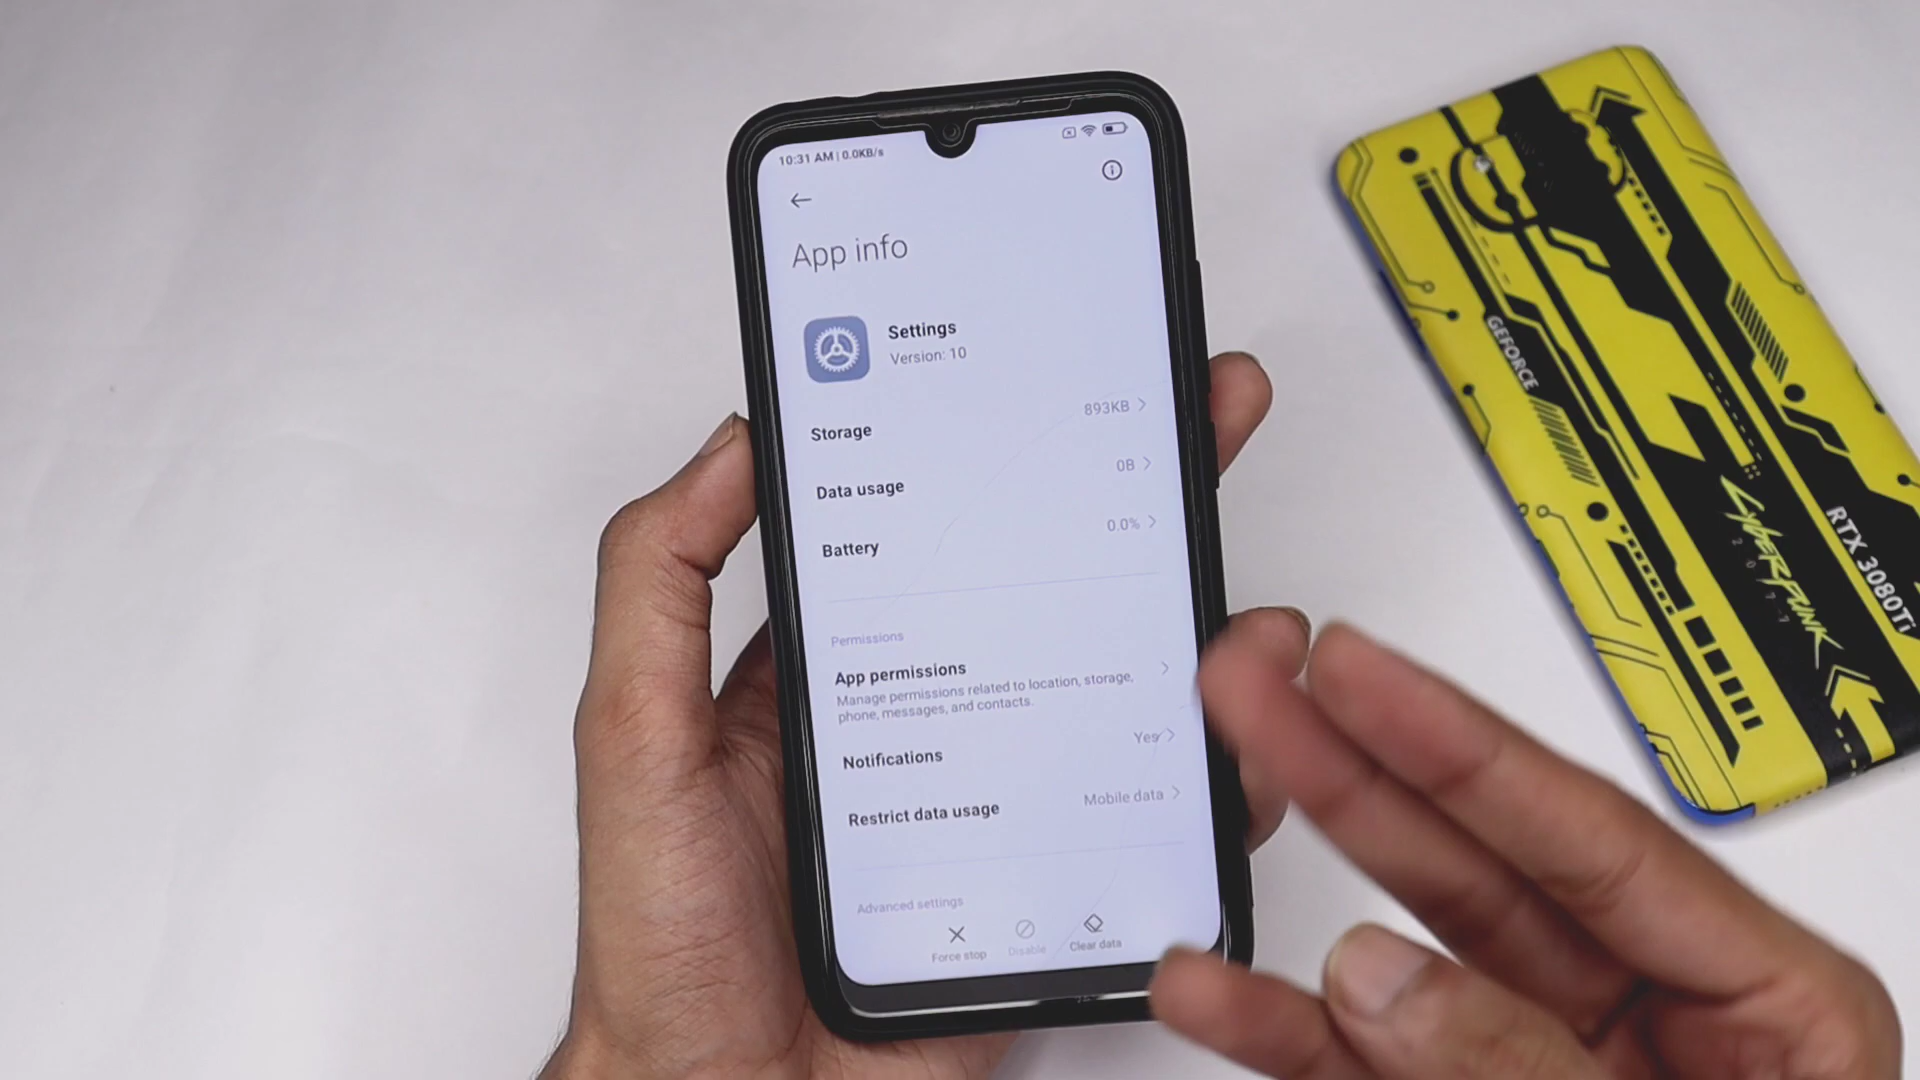 10:31 AM | 0.0KB/s
App info
Settings
Version: 10
Storage
893KB
Data usage
0B
Battery
0.0%
Permissions
App permissions
Manage permissions related to location, storage,
phone, messages, and contacts.
Notifications
Yes
Restrict data usage
Mobile data
Advanced settings
Force stop
Disable
Clear data
GEFORCE
CYBERPUNK
2077
RTX 3080Ti